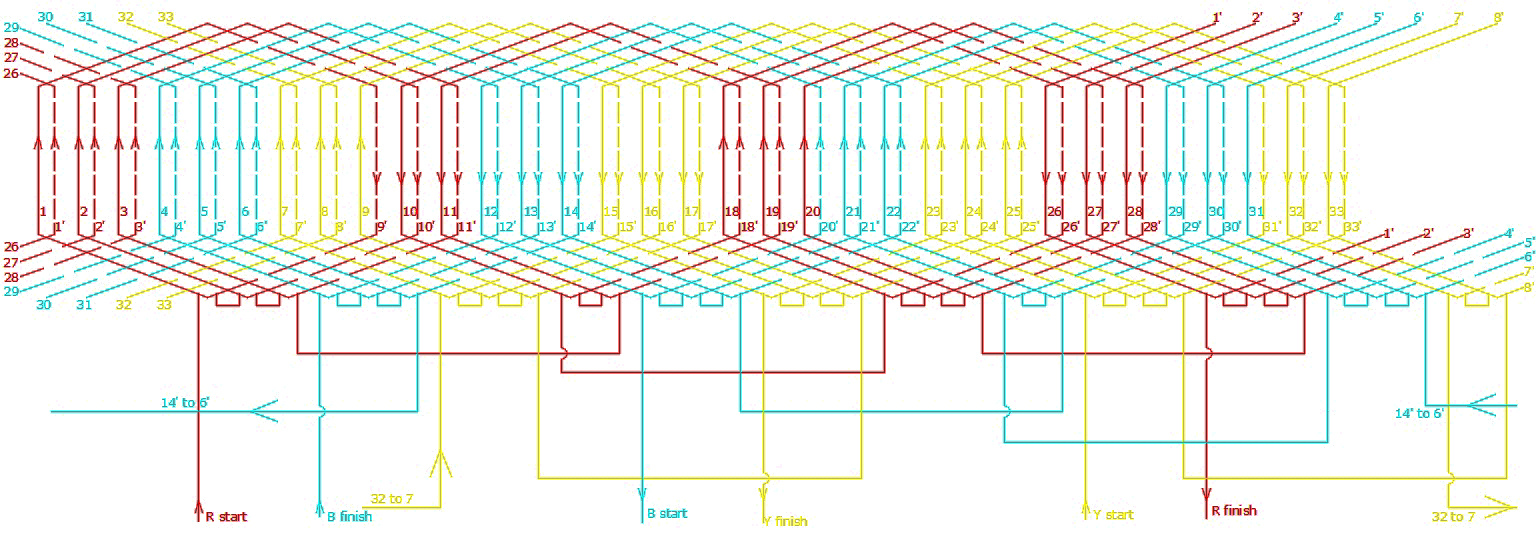 30 31 32 33 1' 2' 3' 4' 5' 6' 7' 8'
29
28
27
26
1 2 3 4 5 6 7 8 9 10 11 12 13 14 15 16 17 18 19 20 21 22 23 24 25 26 27 28 29 30 31 32 33
1' 2' 3' 4' 5' 6' 7' 8' 9' 10' 11' 12' 13' 14' 15' 16' 17' 18' 19' 20' 21' 22' 23' 24' 25' 26' 27' 28' 29' 30' 31' 32' 33'
26 1' 2' 3' 4'
27 5'
28 6'
29 7'
30 31 32 33 8'
14' to 6' 14' to 6'
32 to 7
R start B finish B start Y finish Y start R finish 32 to 7